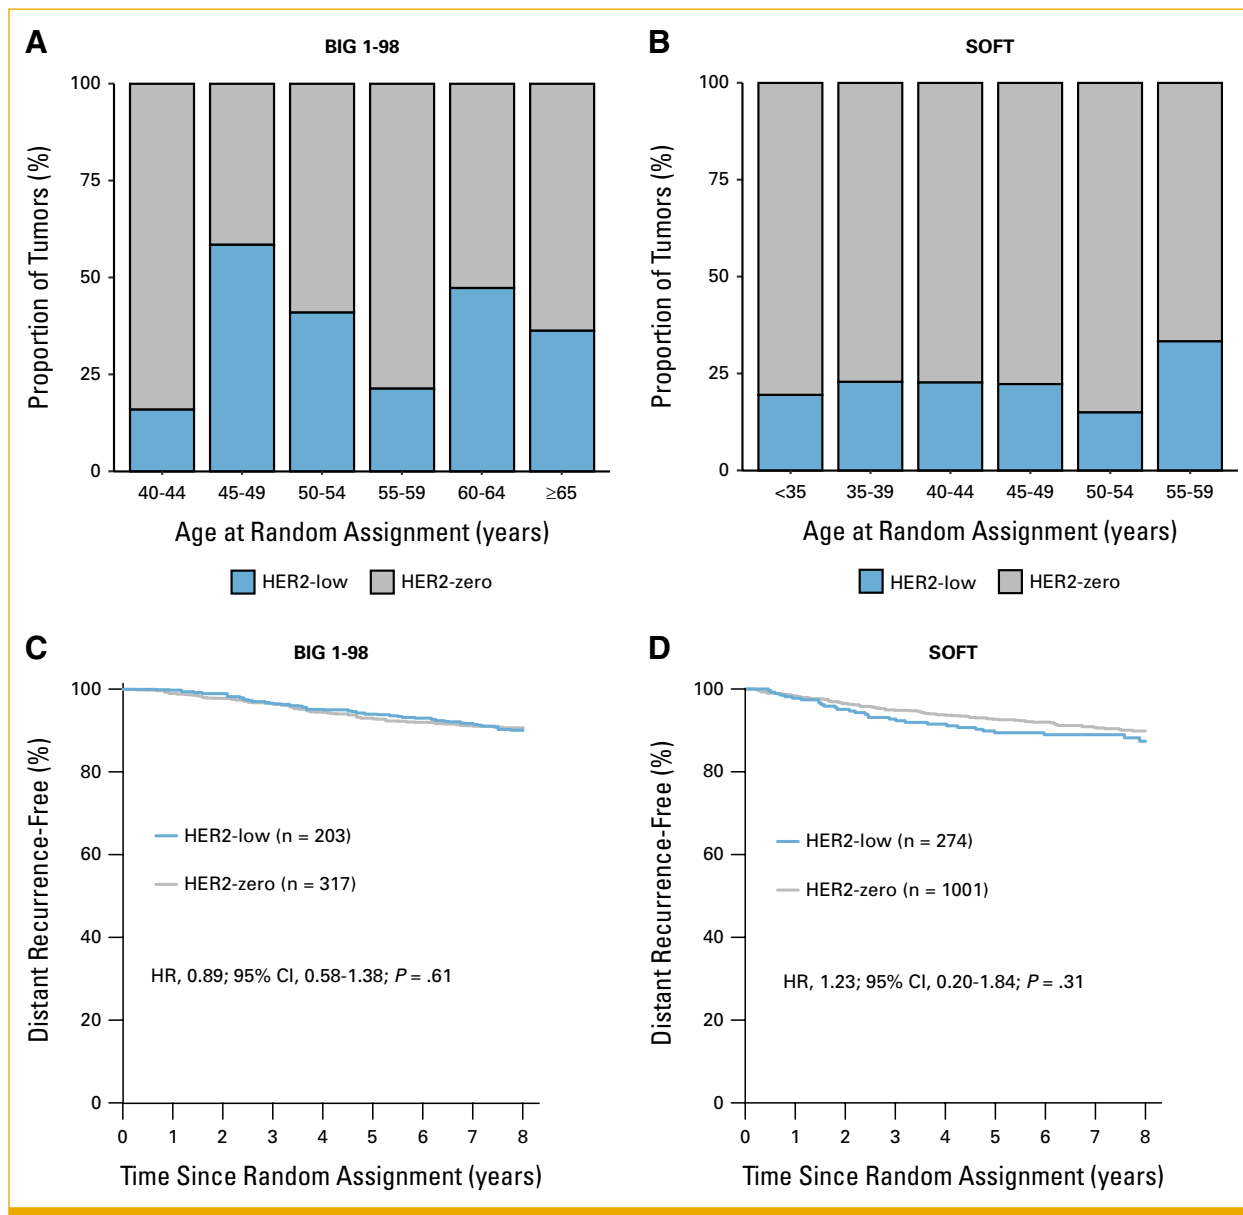 A
BIG 1-98
Proportion of Tumors (%)
100
75
50
25
0
40-44 45-49 50-54 55-59 60-64 ≥65
Age at Random Assignment (years)
HER2-low HER2-zero
B
SOFT
Proportion of Tumors (%)
100
75
50
25
0
<35 35-39 40-44 45-49 50-54 55-59
Age at Random Assignment (years)
HER2-low HER2-zero
C
BIG 1-98
Distant Recurrence-Free (%)
100
80
60
40
20
0
HER2-low (n = 203)
HER2-zero (n = 317)
HR, 0.89; 95% CI, 0.58-1.38; P = .61
0 1 2 3 4 5 6 7 8
Time Since Random Assignment (years)
D
SOFT
Distant Recurrence-Free (%)
100
80
60
40
20
0
HER2-low (n = 274)
HER2-zero (n = 1001)
HR, 1.23; 95% CI, 0.20-1.84; P = .31
0 1 2 3 4 5 6 7 8
Time Since Random Assignment (years)